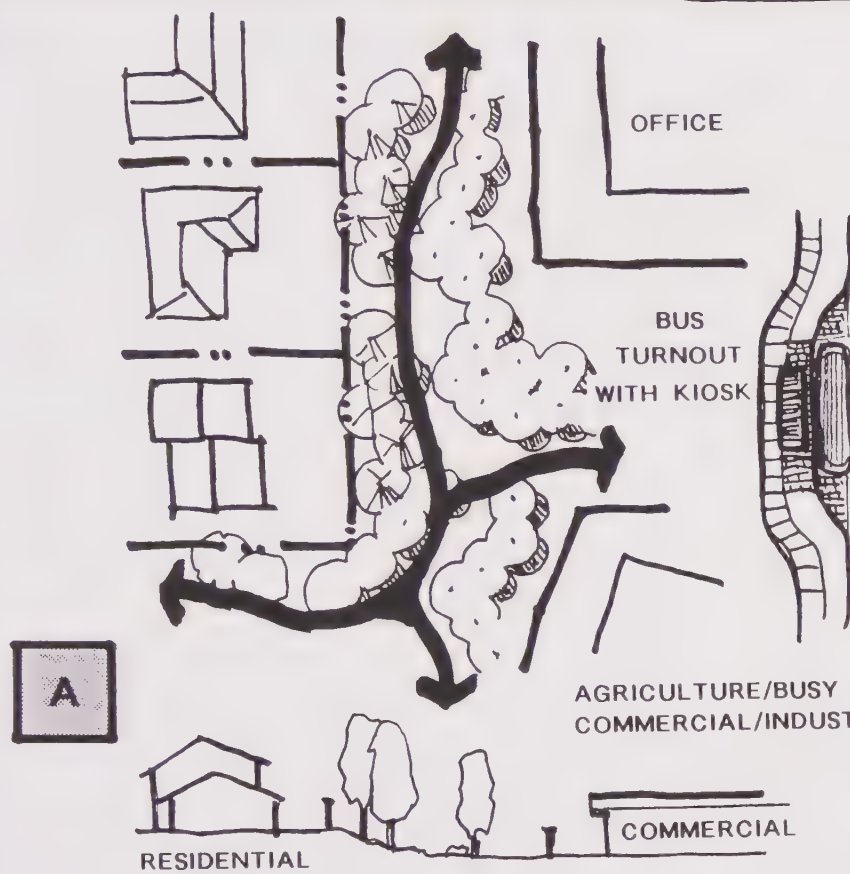 OFFICE
BUS
TURNOUT
WITH KIOSK
A
AGRICULTURE/BUSY
COMMERCIAL/INDUST
COMMERCIAL
RESIDENTIAL